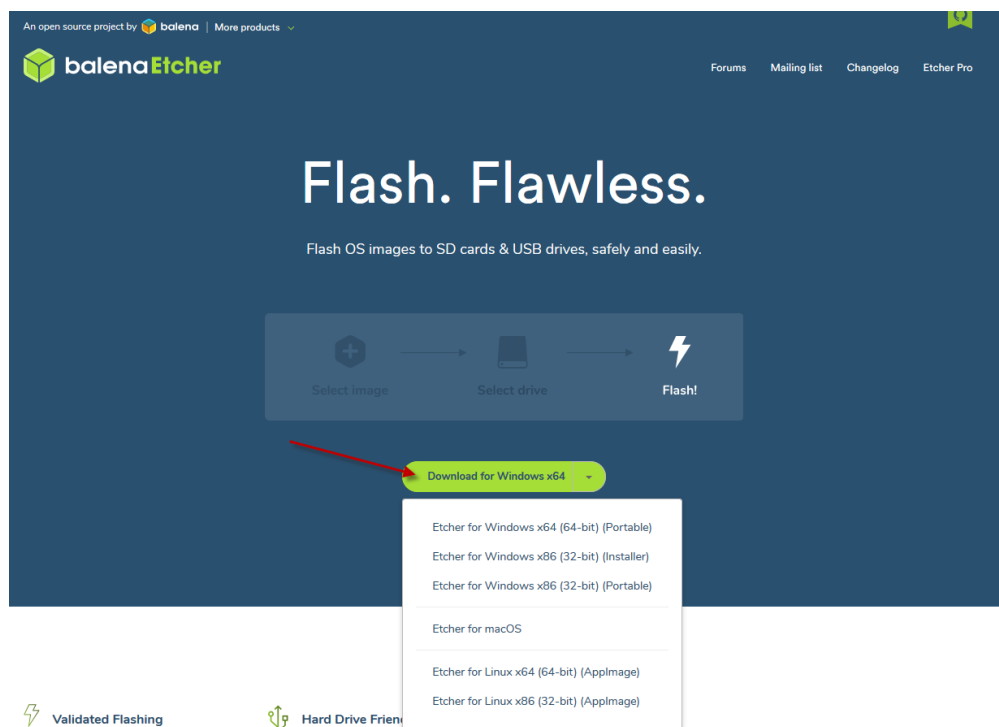 An open source project by balena | More products
balenaEtcher
Forums Mailing list Changelog Etcher Pro
Flash. Flawless.
Flash OS images to SD cards & USB drives, safely and easily.
Select image Select drive Flash!
Download for Windows x64
Etcher for Windows x64 (64-bit) (Portable)
Etcher for Windows x86 (32-bit) (Installer)
Etcher for Windows x86 (32-bit) (Portable)
Etcher for macOS
Etcher for Linux x64 (64-bit) (AppImage)
Etcher for Linux x86 (32-bit) (AppImage)
Validated Flashing Hard Drive Frien